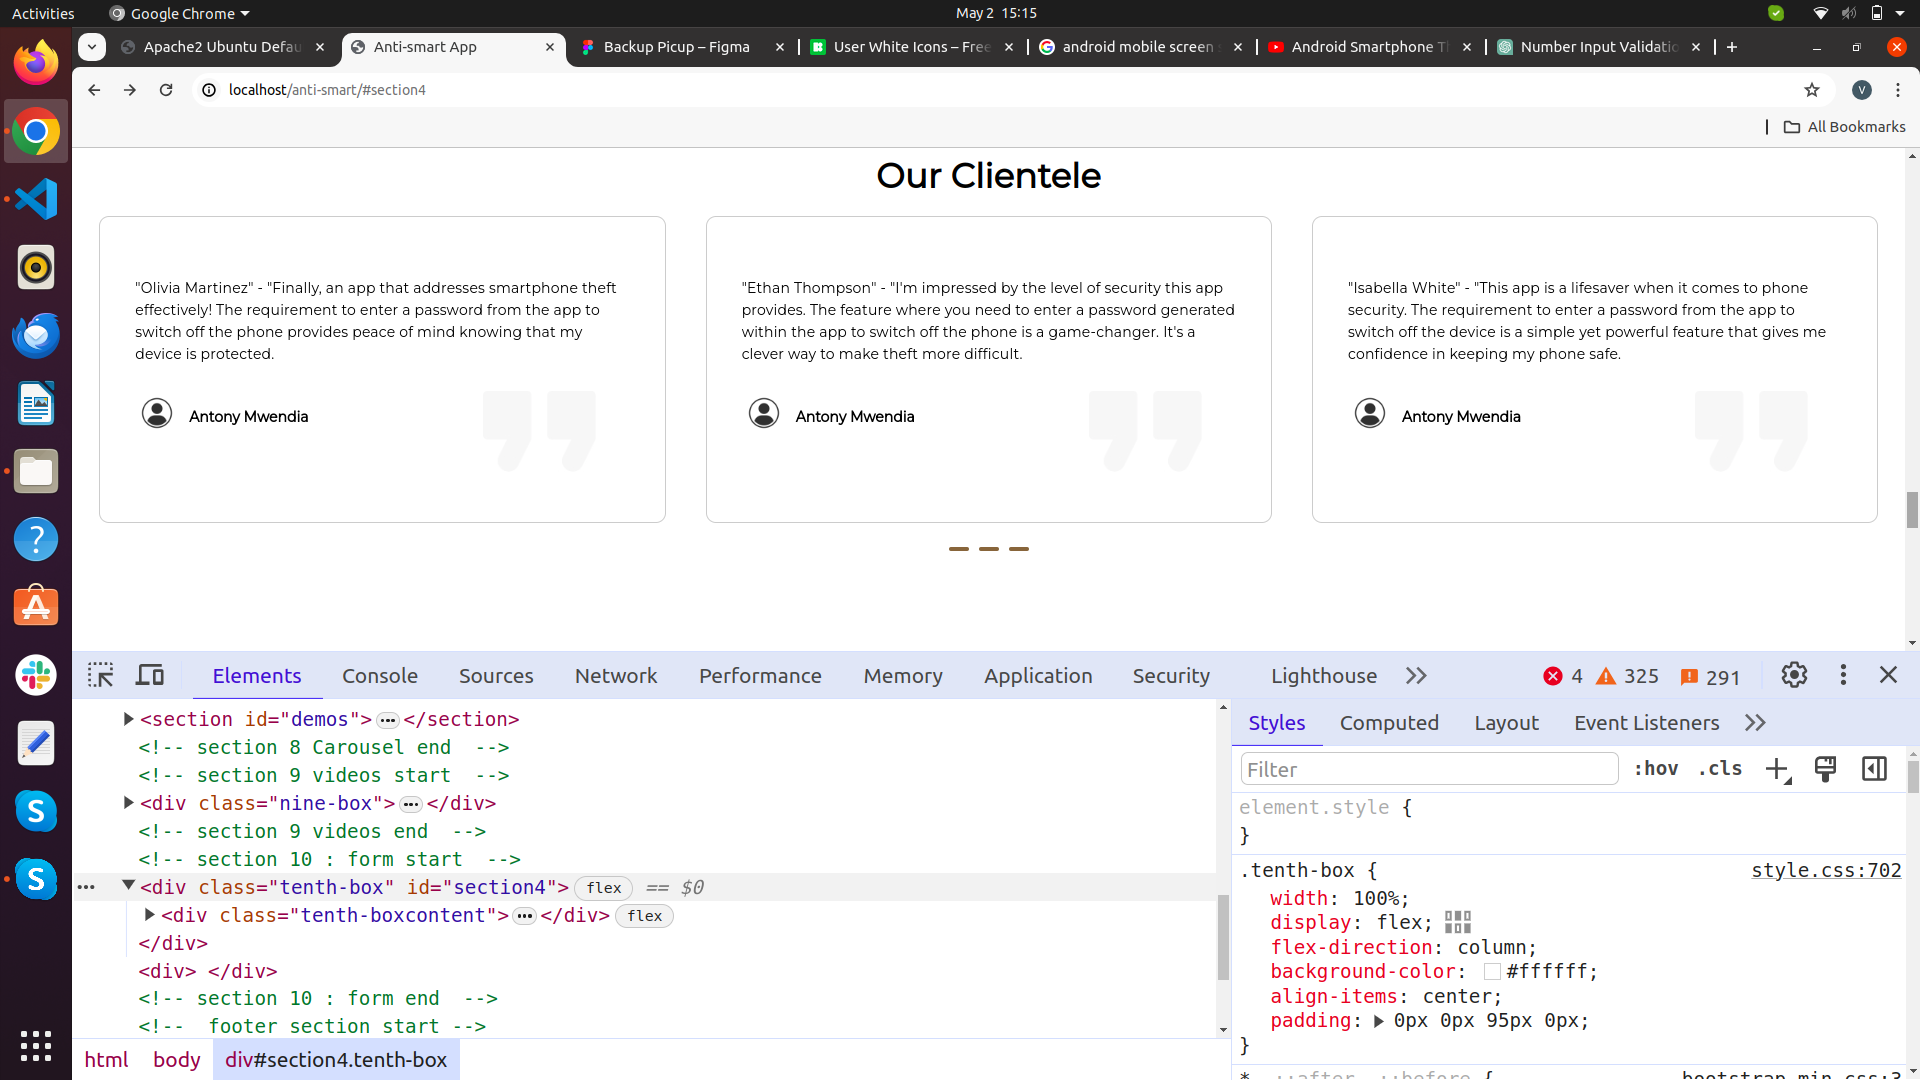 Activities
Google Chrome
May 2 15:15
Apache2 Ubuntu Defau
Anti-smart App
Backup Picup – Figma
User White Icons – Free
android mobile screen
Android Smartphone Th
Number Input Validatio
localhost/anti-smart/#section4
V
All Bookmarks
Our Clientele
"Olivia Martinez" - "Finally, an app that addresses smartphone theft
effectively! The requirement to enter a password from the app to
switch off the phone provides peace of mind knowing that my
device is protected.
Antony Mwendia
"Ethan Thompson" - "I'm impressed by the level of security this app
provides. The feature where you need to enter a password generated
within the app to switch off the phone is a game-changer. It's a
clever way to make theft more difficult.
Antony Mwendia
"Isabella White" - "This app is a lifesaver when it comes to phone
security. The requirement to enter a password from the app to
switch off the device is a simple yet powerful feature that gives me
confidence in keeping my phone safe.
Antony Mwendia
Elements
Console
Sources
Network
Performance
Memory
Application
Security
Lighthouse
4
325
291
<section id="demos">…</section>
<!-- section 8 Carousel end  -->
<!-- section 9 videos start  -->
<div class="nine-box">…</div>
<!-- section 9 videos end  -->
<!-- section 10 : form start  -->
<div class="tenth-box" id="section4"> flex == $0
<div class="tenth-boxcontent">…</div> flex
</div>
<div> </div>
<!-- section 10 : form end  -->
<!--  footer section start -->
html
body
div#section4.tenth-box
Styles
Computed
Layout
Event Listeners
Filter
:hov
.cls
element.style {
}
.tenth-box {
style.css:702
width: 100%;
display: flex;
flex-direction: column;
background-color: #ffffff;
align-items: center;
padding: 0px 0px 95px 0px;
}
*, ::after, ::before {
bootstrap.min.css:3